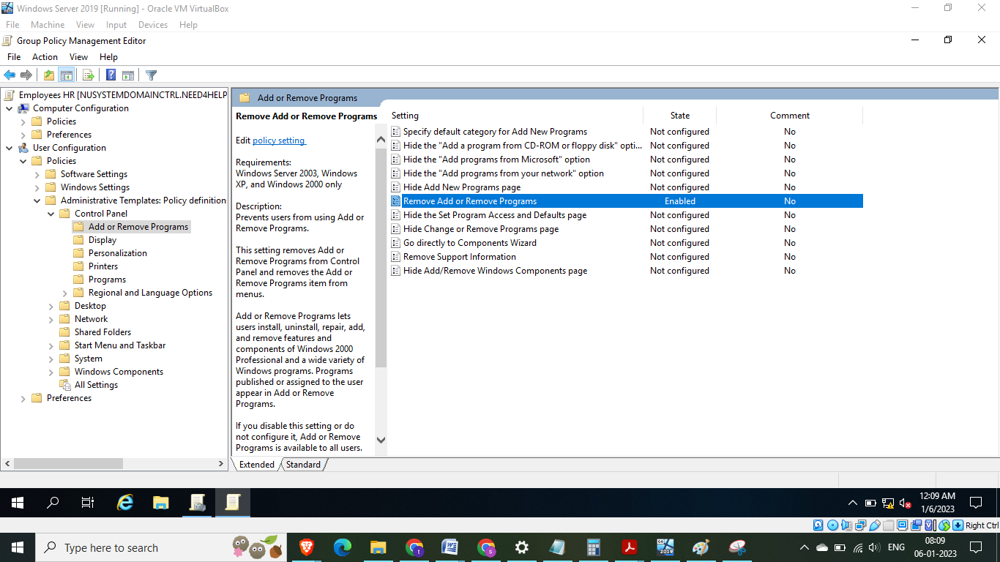 Windows Server 2019 [Running] - Oracle VM VirtualBox
File Machine View Input Devices Help
Group Policy Management Editor
File Action View Help
Employees HR [NUSYSTEMDOMAINCTRL.NEED4HELP
Computer Configuration
Policies
Preferences
User Configuration
Policies
Software Settings
Windows Settings
Administrative Templates: Policy definition
Control Panel
Add or Remove Programs
Display
Personalization
Printers
Programs
Regional and Language Options
Desktop
Network
Shared Folders
Start Menu and Taskbar
System
Windows Components
All Settings
Preferences
Add or Remove Programs
Remove Add or Remove Programs
Edit policy setting
Requirements:
Windows Server 2003, Windows
XP, and Windows 2000 only
Description:
Prevents users from using Add or
Remove Programs.
This setting removes Add or
Remove Programs from Control
Panel and removes the Add or
Remove Programs item from
menus.
Add or Remove Programs lets
users install, uninstall, repair, add,
and remove features and
components of Windows 2000
Professional and a wide variety of
Windows programs. Programs
published or assigned to the user
appear in Add or Remove
Programs.
If you disable this setting or do
not configure it, Add or Remove
Programs is available to all users.
Setting State Comment
Specify default category for Add New Programs Not configured No
Hide the "Add a program from CD-ROM or floppy disk" opti... Not configured No
Hide the "Add programs from Microsoft" option Not configured No
Hide the "Add programs from your network" option Not configured No
Hide Add New Programs page Not configured No
Remove Add or Remove Programs Enabled No
Hide the Set Program Access and Defaults page Not configured No
Hide Change or Remove Programs page Not configured No
Go directly to Components Wizard Not configured No
Remove Support Information Not configured No
Hide Add/Remove Windows Components page Not configured No
Extended Standard
12:09 AM
1/6/2023
Right Ctrl
Type here to search
ENG
08:09
06-01-2023